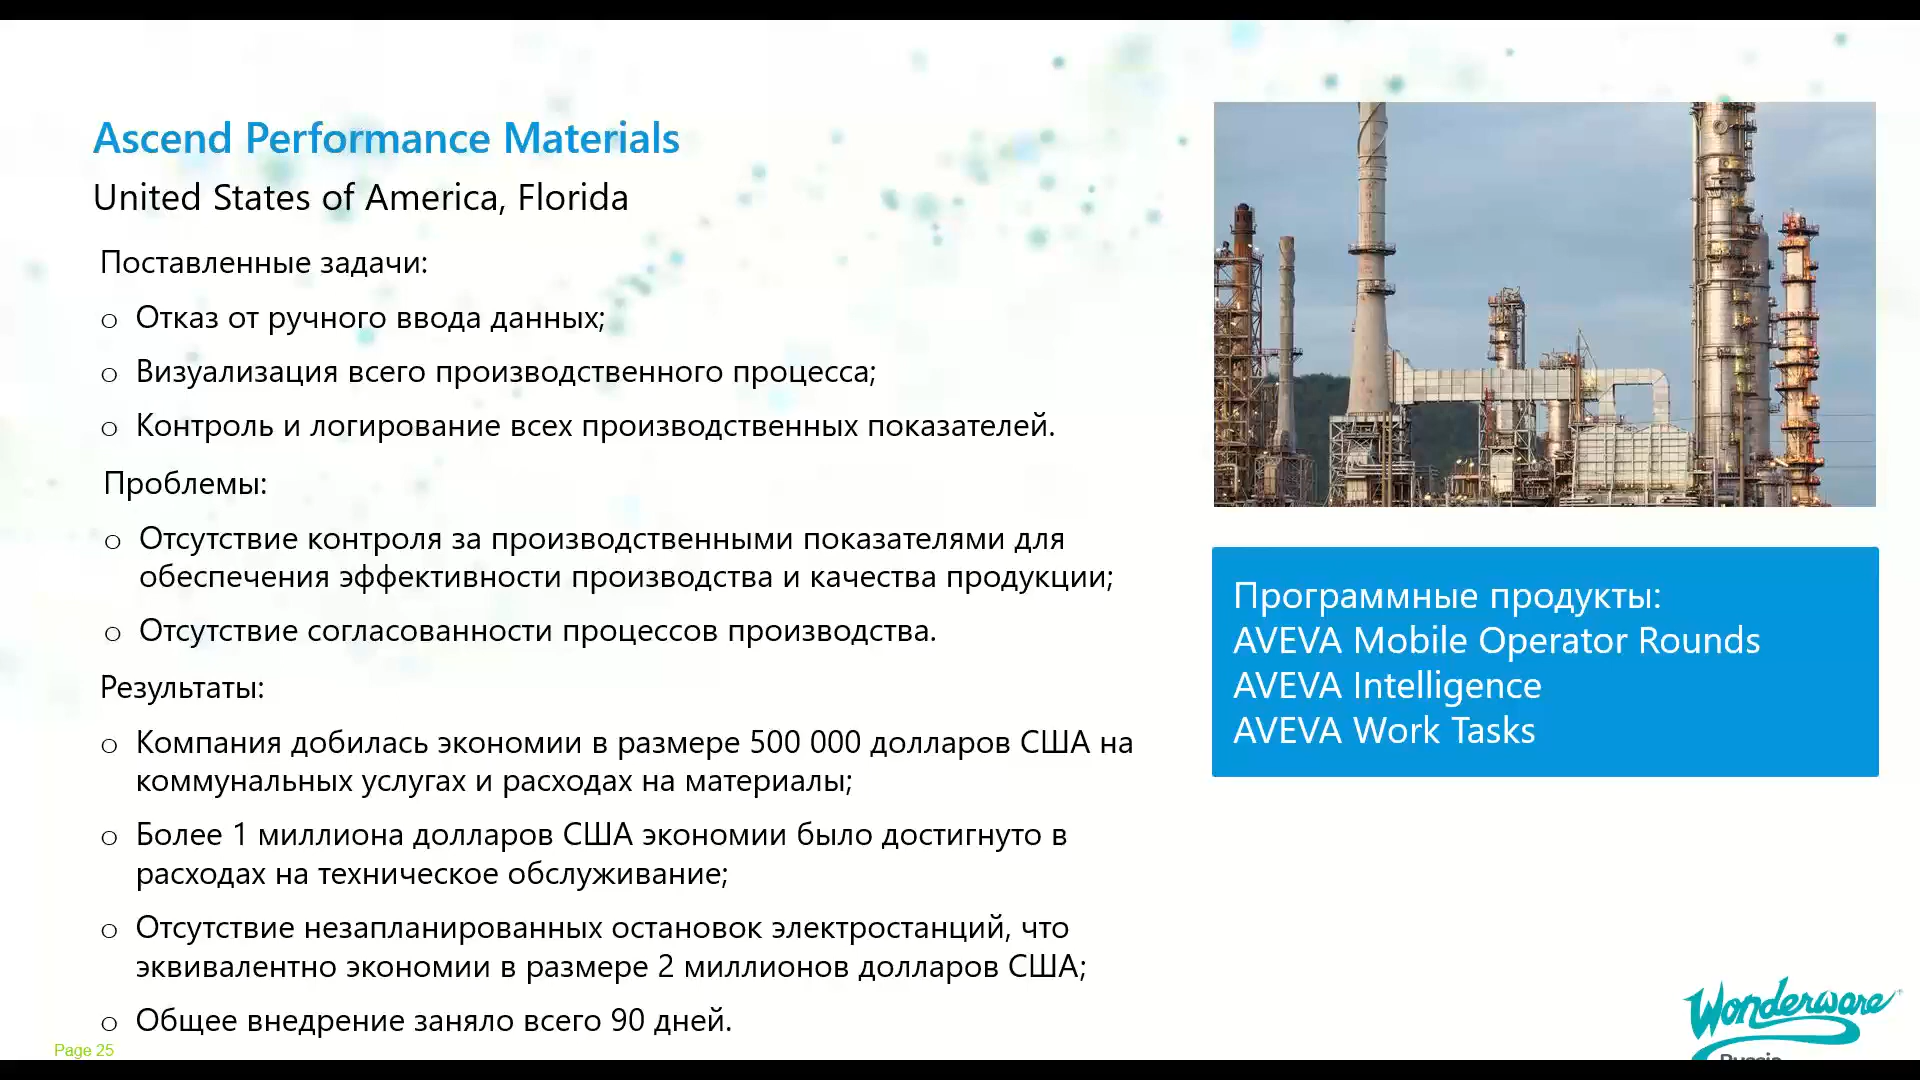 Ascend Performance Materials
United States of America, Florida
Поставленные задачи:
o Отказ от ручного ввода данных;
o Визуализация всего производственного процесса;
o Контроль и логирование всех производственных показателей.
Проблемы:
o Отсутствие контроля за производственными показателями для
обеспечения эффективности производства и качества продукции;
o Отсутствие согласованности процессов производства.
Результаты:
o Компания добилась экономии в размере 500 000 долларов США на
коммунальных услугах и расходах на материалы;
o Более 1 миллиона долларов США экономии было достигнуто в
расходах на техническое обслуживание;
o Отсутствие незапланированных остановок электростанций, что
эквивалентно экономии в размере 2 миллионов долларов США;
o Общее внедрение заняло всего 90 дней.
Page 25
Программные продукты:
AVEVA Mobile Operator Rounds
AVEVA Intelligence
AVEVA Work Tasks
Wonderware
Russia